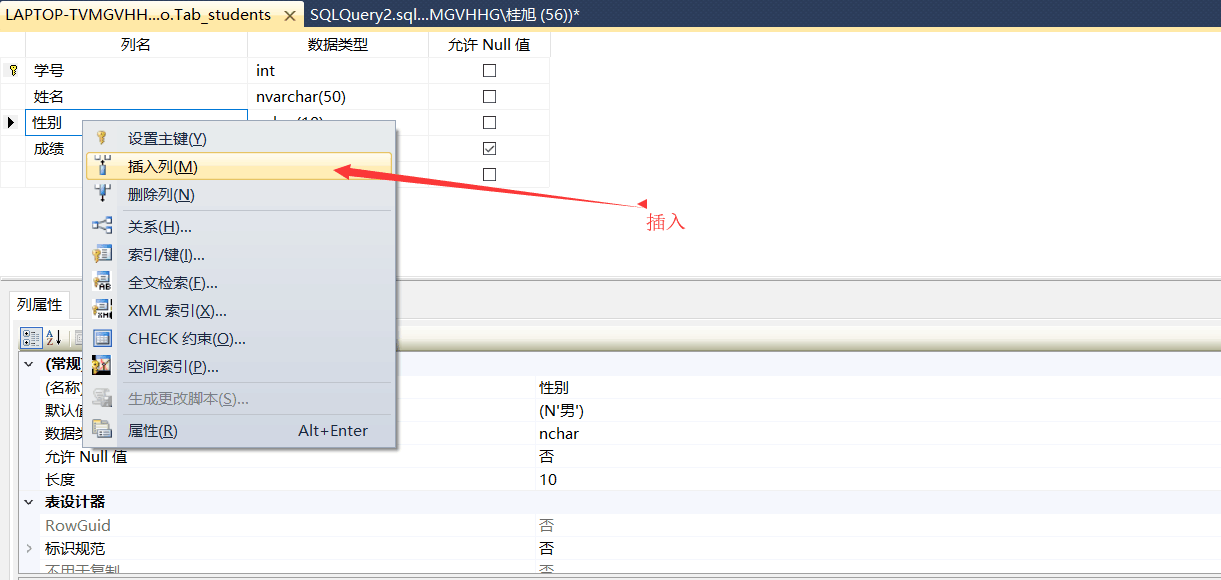 LAPTOP-TVMGVHH...o.Tab_students SQLQuery2.sql...MGVHHG\桂旭 (56))*
列名 数据类型 允许 Null 值
学号 int
姓名 nvarchar(50)
性别
成绩
设置主键(Y)
插入列(M)
删除列(N)
插入
关系(H)...
索引/键(I)...
全文检索(F)...
XML 索引(X)...
CHECK 约束(O)...
空间索引(P)...
生成更改脚本(S)...
属性(R) Alt+Enter
列属性
(常规
(名称) 性别
默认值 (N'男')
数据类 nchar
允许 Null 值 否
长度 10
表设计器
RowGuid 否
标识规范 否
不用于复制 否